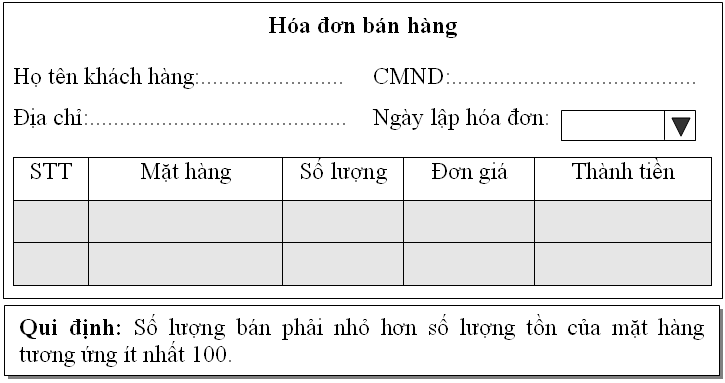 Hóa đơn bán hàng
Họ tên khách hàng:........................ CMND:.........................................
Địa chỉ:........................................... Ngày lập hóa đơn:
STT Mặt hàng Số lượng Đơn giá Thành tiền
Qui định: Số lượng bán phải nhỏ hơn số lượng tồn của mặt hàng
tương ứng ít nhất 100.